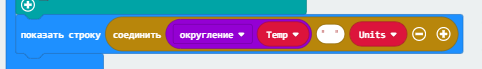 показать строку соединить округление Temp " " Units